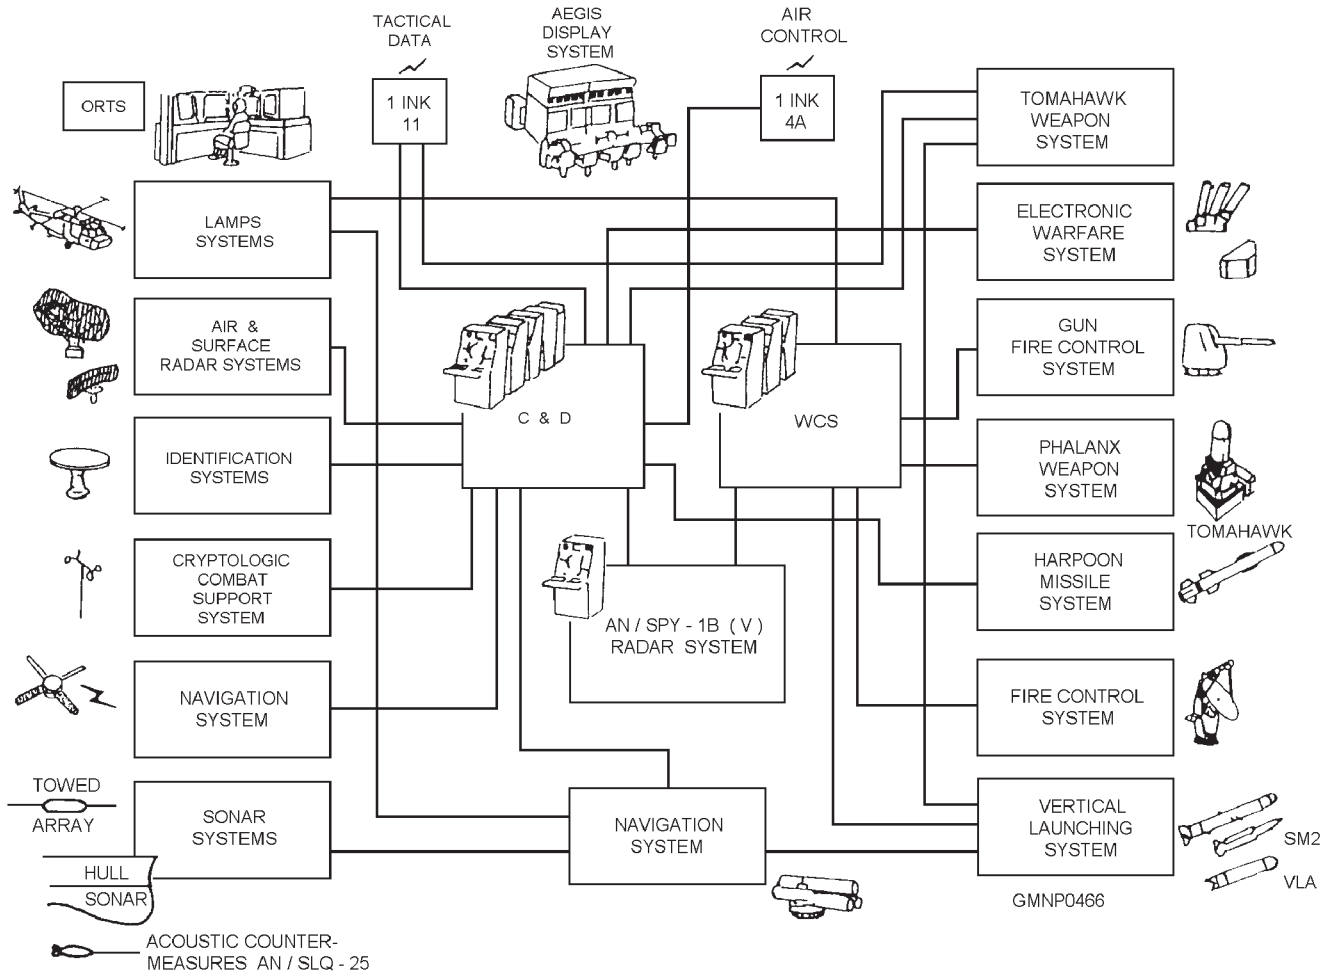 TACTICAL
DATA
AEGIS
DISPLAY
SYSTEM
AIR
CONTROL
ORTS
1 INK
11
1 INK
4A
TOMAHAWK
WEAPON
SYSTEM
LAMPS
SYSTEMS
ELECTRONIC
WARFARE
SYSTEM
AIR &
SURFACE
RADAR SYSTEMS
GUN
FIRE CONTROL
SYSTEM
C & D
WCS
IDENTIFICATION
SYSTEMS
PHALANX
WEAPON
SYSTEM
TOMAHAWK
CRYPTOLOGIC
COMBAT
SUPPORT
SYSTEM
HARPOON
MISSILE
SYSTEM
AN / SPY - 1B ( V )
RADAR SYSTEM
NAVIGATION
SYSTEM
FIRE CONTROL
SYSTEM
TOWED
ARRAY
SONAR
SYSTEMS
NAVIGATION
SYSTEM
VERTICAL
LAUNCHING
SYSTEM
SM2
VLA
HULL
SONAR
GMNP0466
ACOUSTIC COUNTER-
MEASURES AN / SLQ - 25